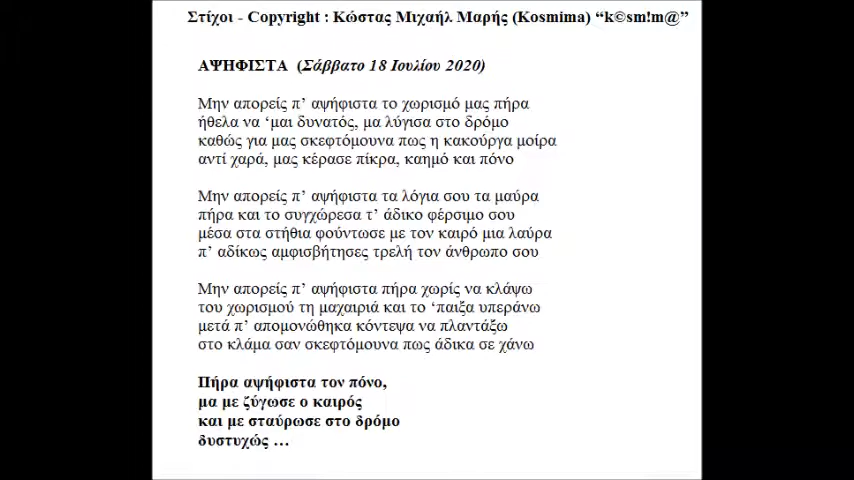 Στίχοι - Copyright : Κώστας Μιχαήλ Μαρής (Kosmima) “k©sm!m@”
ΑΨΗΦΙΣΤΑ (Σάββατο 18 Ιουλίου 2020)
Μην απορείς π’ αψήφιστα το χωρισμό μας πήρα
ήθελα να ‘μαι δυνατός, μα λύγισα στο δρόμο
καθώς για μας σκεφτόμουνα πως η κακούργα μοίρα
αντί χαρά, μας κέρασε πίκρα, καημό και πόνο
Μην απορείς π’ αψήφιστα τα λόγια σου τα μαύρα
πήρα και το συγχώρεσα τ’ άδικο φέρσιμο σου
μέσα στα στήθια φούντωσε με τον καιρό μια λαύρα
π’ αδίκως αμφισβήτησες τρελή τον άνθρωπο σου
Μην απορείς π’ αψήφιστα πήρα χωρίς να κλάψω
του χωρισμού τη μαχαιριά και το ‘παιξα υπεράνω
μετά π’ απομονώθηκα κόντεψα να πλαντάξω
στο κλάμα σαν σκεφτόμουνα πως άδικα σε χάνω
Πήρα αψήφιστα τον πόνο,
μα με ζύγωσε ο καιρός
και με σταύρωσε στο δρόμο
δυστυχώς …